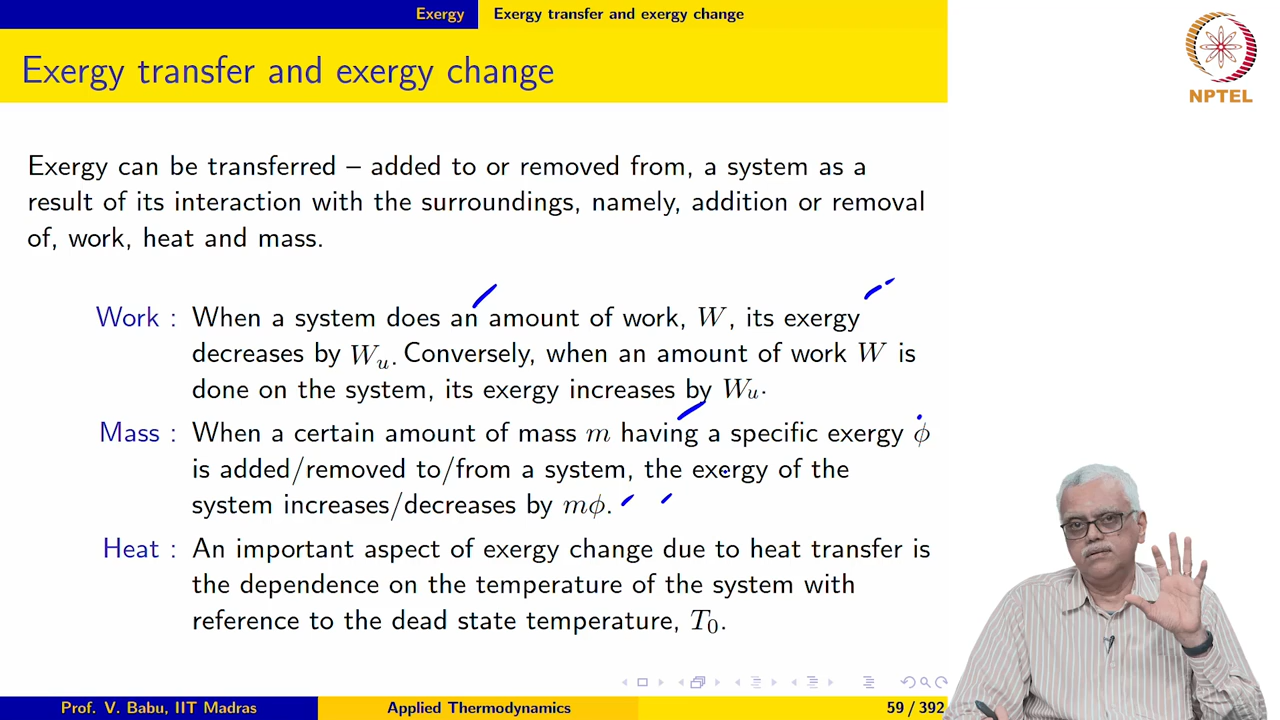 Exergy Exergy transfer and exergy change
Exergy transfer and exergy change
NPTEL
Exergy can be transferred – added to or removed from, a system as a
result of its interaction with the surroundings, namely, addition or removal
of, work, heat and mass.
Work : When a system does an amount of work, W, its exergy
decreases by Wᵤ. Conversely, when an amount of work W is
done on the system, its exergy increases by Wᵤ.
Mass : When a certain amount of mass m having a specific exergy ϕ
is added/removed to/from a system, the exergy of the
system increases/decreases by mϕ.
Heat : An important aspect of exergy change due to heat transfer is
the dependence on the temperature of the system with
reference to the dead state temperature, T₀.
Prof. V. Babu, IIT Madras Applied Thermodynamics 59 / 392